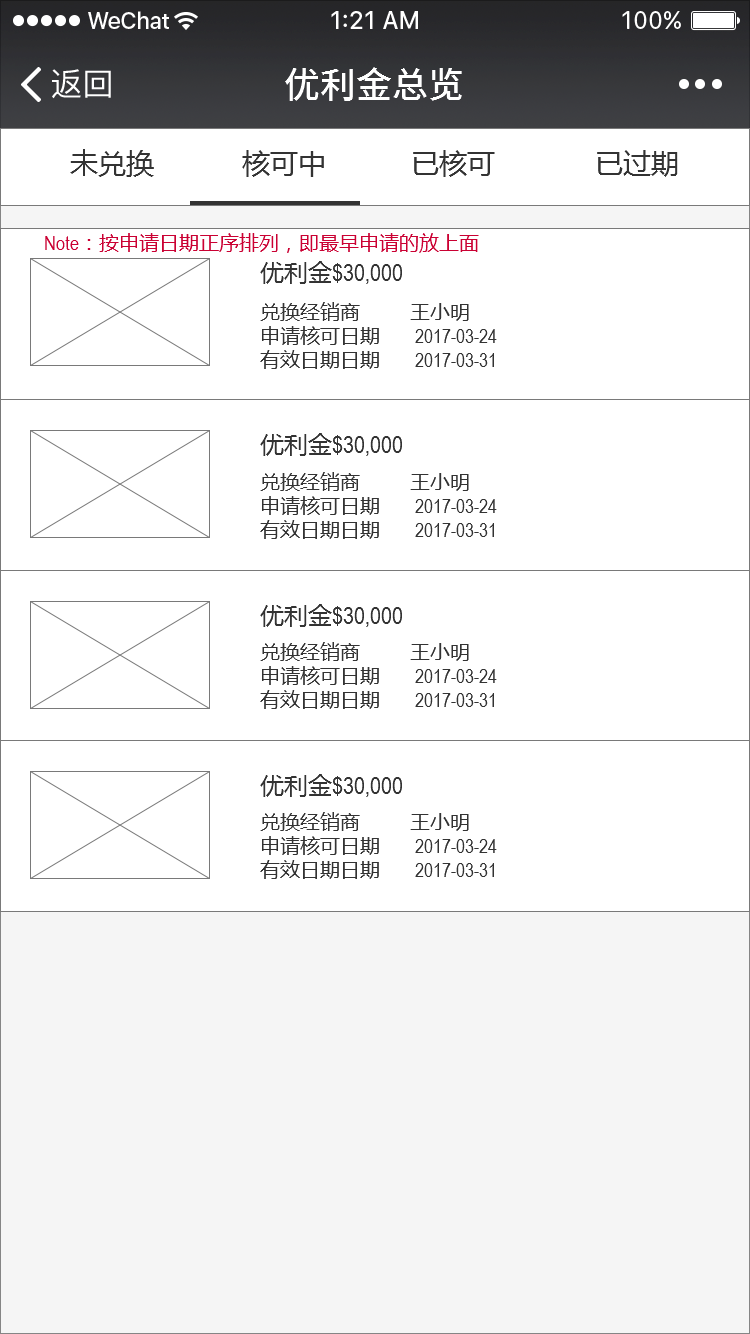 WeChat 1:21 AM 100%
返回 优利金总览
未兑换 核可中 已核可 已过期
Note：按申请日期正序排列，即最早申请的放上面
优利金$30,000
兑换经销商 王小明
申请核可日期 2017-03-24
有效日期日期 2017-03-31
优利金$30,000
兑换经销商 王小明
申请核可日期 2017-03-24
有效日期日期 2017-03-31
优利金$30,000
兑换经销商 王小明
申请核可日期 2017-03-24
有效日期日期 2017-03-31
优利金$30,000
兑换经销商 王小明
申请核可日期 2017-03-24
有效日期日期 2017-03-31